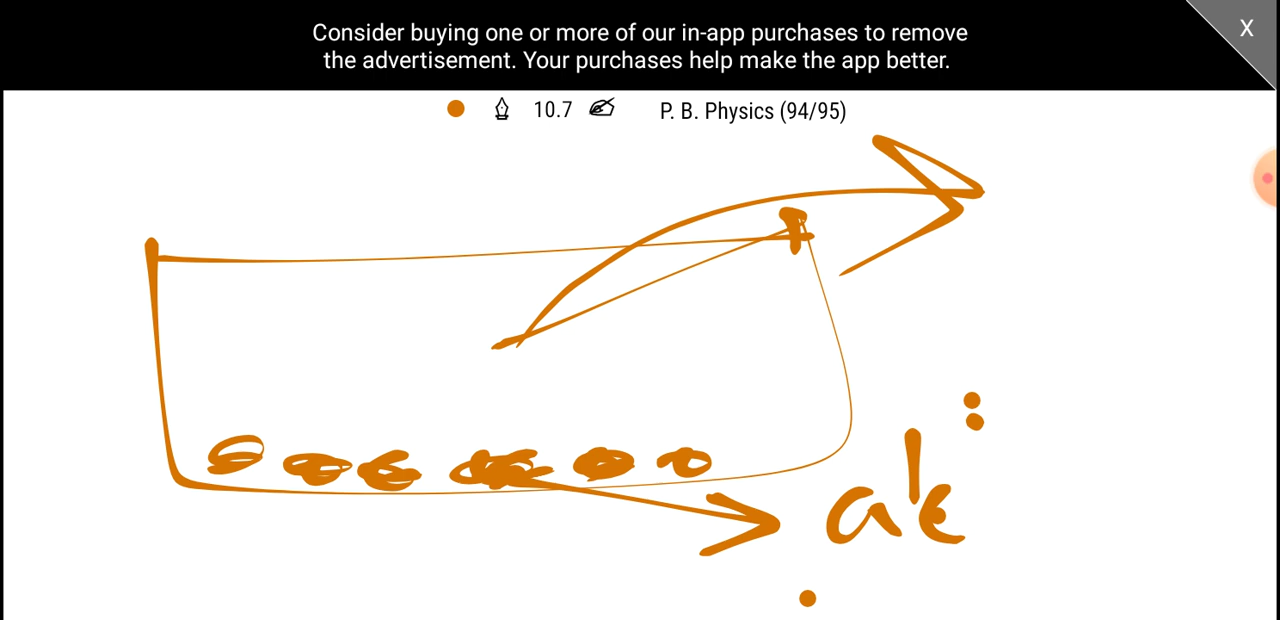 Consider buying one or more of our in-app purchases to remove
the advertisement. Your purchases help make the app better.
X
10.7 P. B. Physics (94/95)